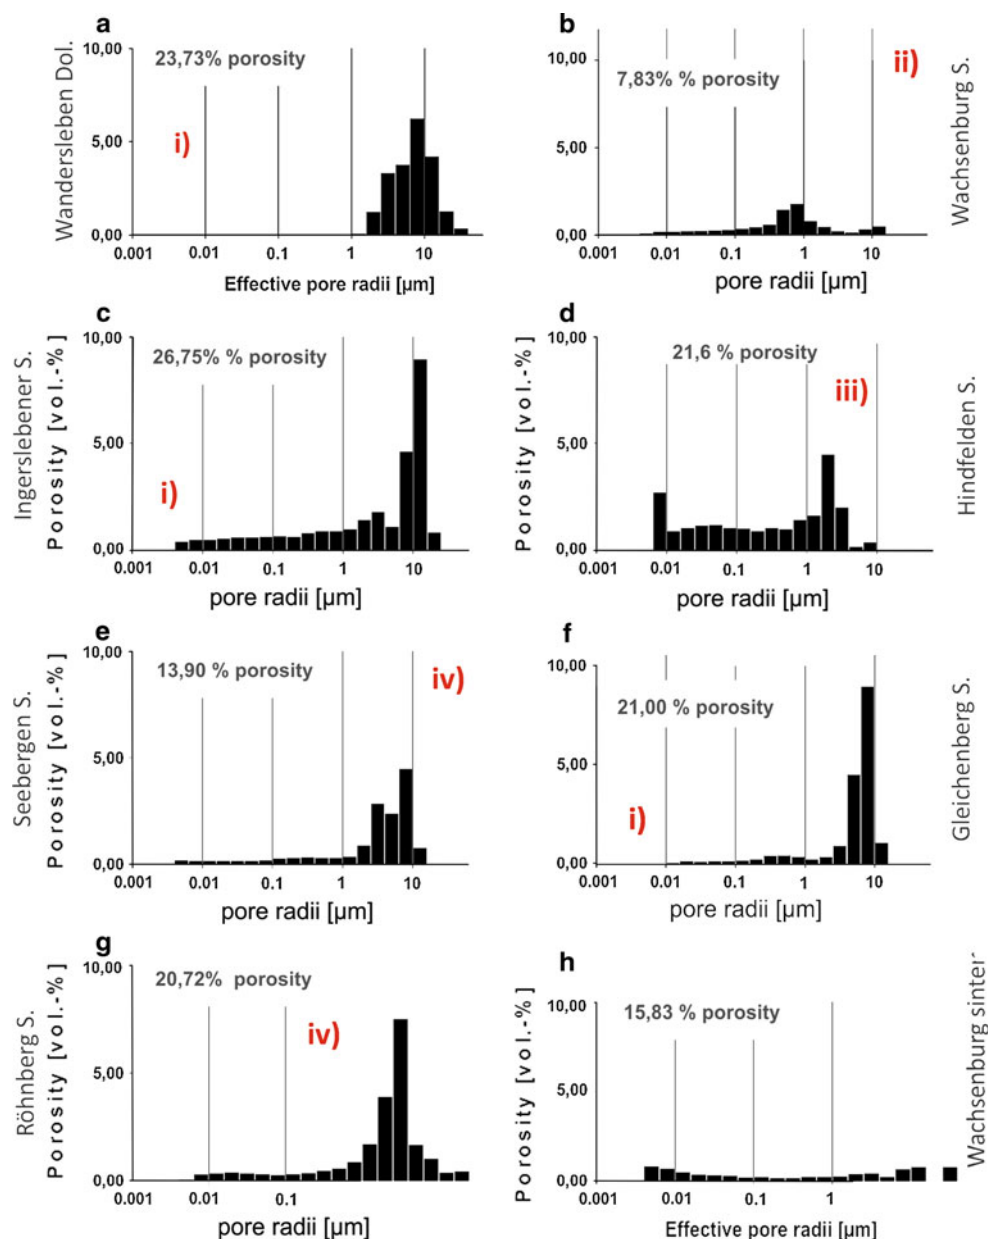 a
Wandersleben Dol.
10,00
23,73% porosity
i)
5,00
0,00
0.001 0.01 0.1 1 10
Effective pore radii [µm]
b
Wachsenburg S.
10,00
7,83% % porosity
ii)
5,00
0,00
0.001 0.01 0.1 1 10
pore radii [µm]
c
Ingerslebener S.
Porosity [vol.-%]
10,00
26,75% % porosity
i)
5,00
0,00
0.001 0.01 0.1 1 10
pore radii [µm]
d
Hindfelden S.
Porosity [vol.-%]
10,00
21,6 % porosity
iii)
5,00
0,00
0.001 0.01 0.1 1 10
pore radii [µm]
e
Seebergen S.
Porosity [vol.-%]
10,00
13,90 % porosity
iv)
5,00
0,00
0.001 0.01 0.1 1 10
pore radii [µm]
f
Gleichenberg S.
10,00
21,00 % porosity
i)
5,00
0,00
0.001 0.01 0.1 1 10
pore radii [µm]
g
Röhnberg S.
Porosity [vol.-%]
10,00
20,72% porosity
iv)
5,00
0,00
0.001 0.01 0.1
pore radii [µm]
h
Wachsenburg sinter
Porosity [vol.-%]
10,00
15,83 % porosity
5,00
0,00
0.001 0.01 0.1 1
Effective pore radii [µm]